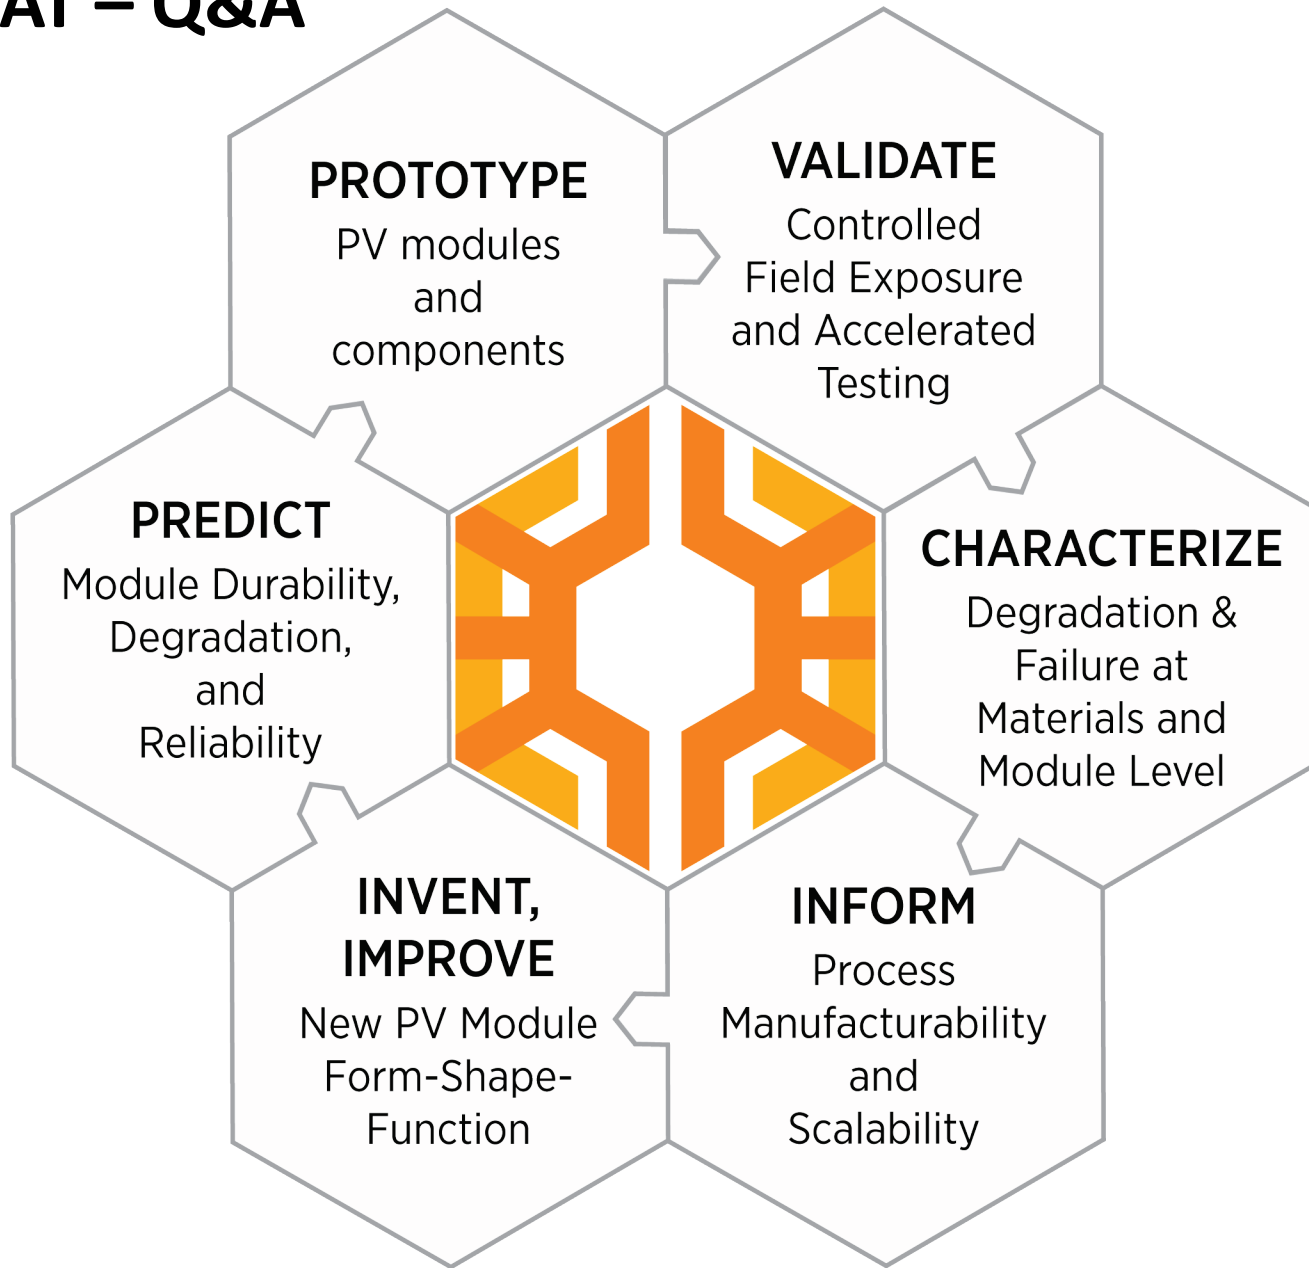 – Q&A
PROTOTYPE
PV modules
and
components
VALIDATE
Controlled
Field Exposure
and Accelerated
Testing
PREDICT
Module Durability,
Degradation,
and
Reliability
CHARACTERIZE
Degradation &
Failure at
Materials and
Module Level
INVENT,
IMPROVE
New PV Module
Form-Shape-
Function
INFORM
Process
Manufacturability
and
Scalability